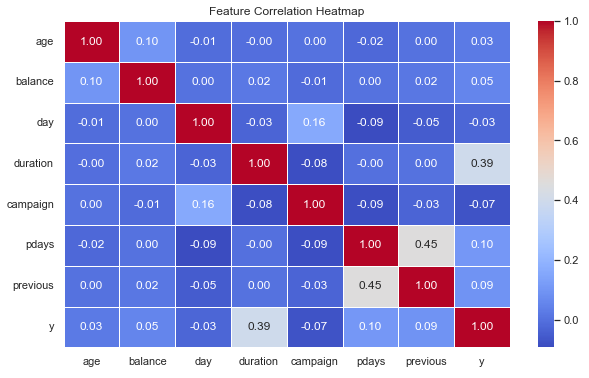 Feature Correlation Heatmap
age 1.00 0.10 -0.01 -0.00 0.00 -0.02 0.00 0.03
balance 0.10 1.00 0.00 0.02 -0.01 0.00 0.02 0.05
day -0.01 0.00 1.00 -0.03 0.16 -0.09 -0.05 -0.03
duration -0.00 0.02 -0.03 1.00 -0.08 -0.00 0.00 0.39
campaign 0.00 -0.01 0.16 -0.08 1.00 -0.09 -0.03 -0.07
pdays -0.02 0.00 -0.09 -0.00 -0.09 1.00 0.45 0.10
previous 0.00 0.02 -0.05 0.00 -0.03 0.45 1.00 0.09
y 0.03 0.05 -0.03 0.39 -0.07 0.10 0.09 1.00
age balance day duration campaign pdays previous y
1.0
0.8
0.6
0.4
0.2
0.0